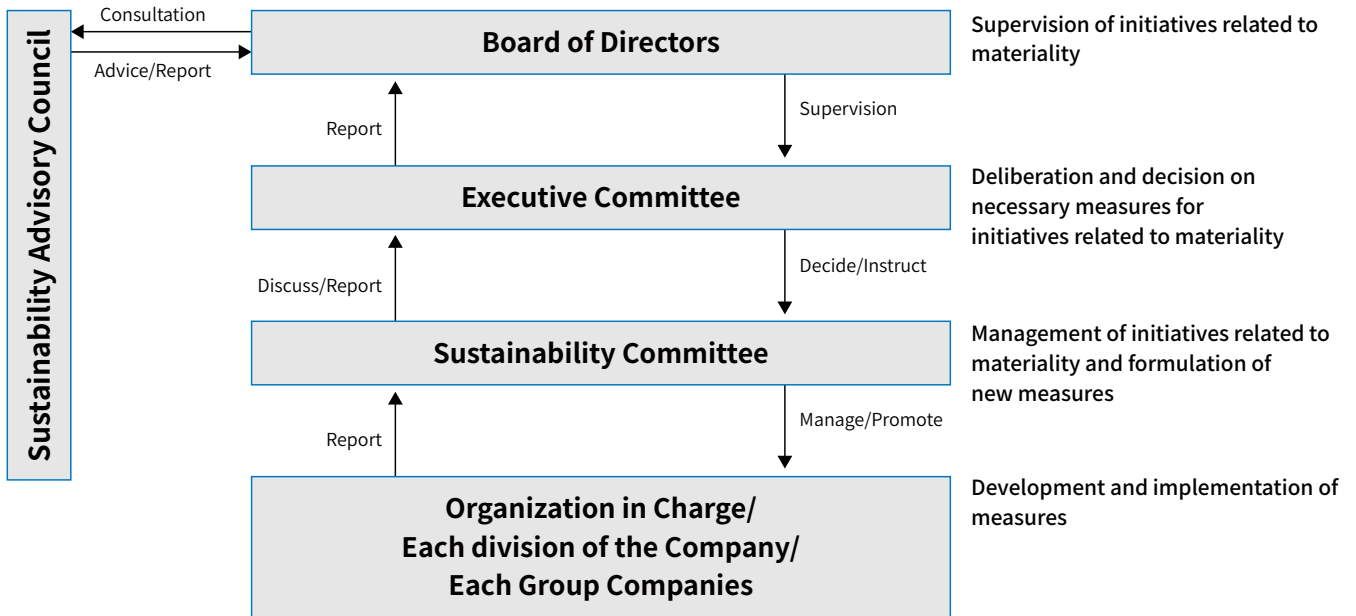 Sustainability Advisory Council
Consultation
Advice/Report
Board of Directors
Supervision of initiatives related to
materiality
Report
Supervision
Executive Committee
Deliberation and decision on
necessary measures for
initiatives related to materiality
Discuss/Report
Decide/Instruct
Sustainability Committee
Management of initiatives related to
materiality and formulation of
new measures
Report
Manage/Promote
Organization in Charge/
Each division of the Company/
Each Group Companies
Development and implementation of
measures